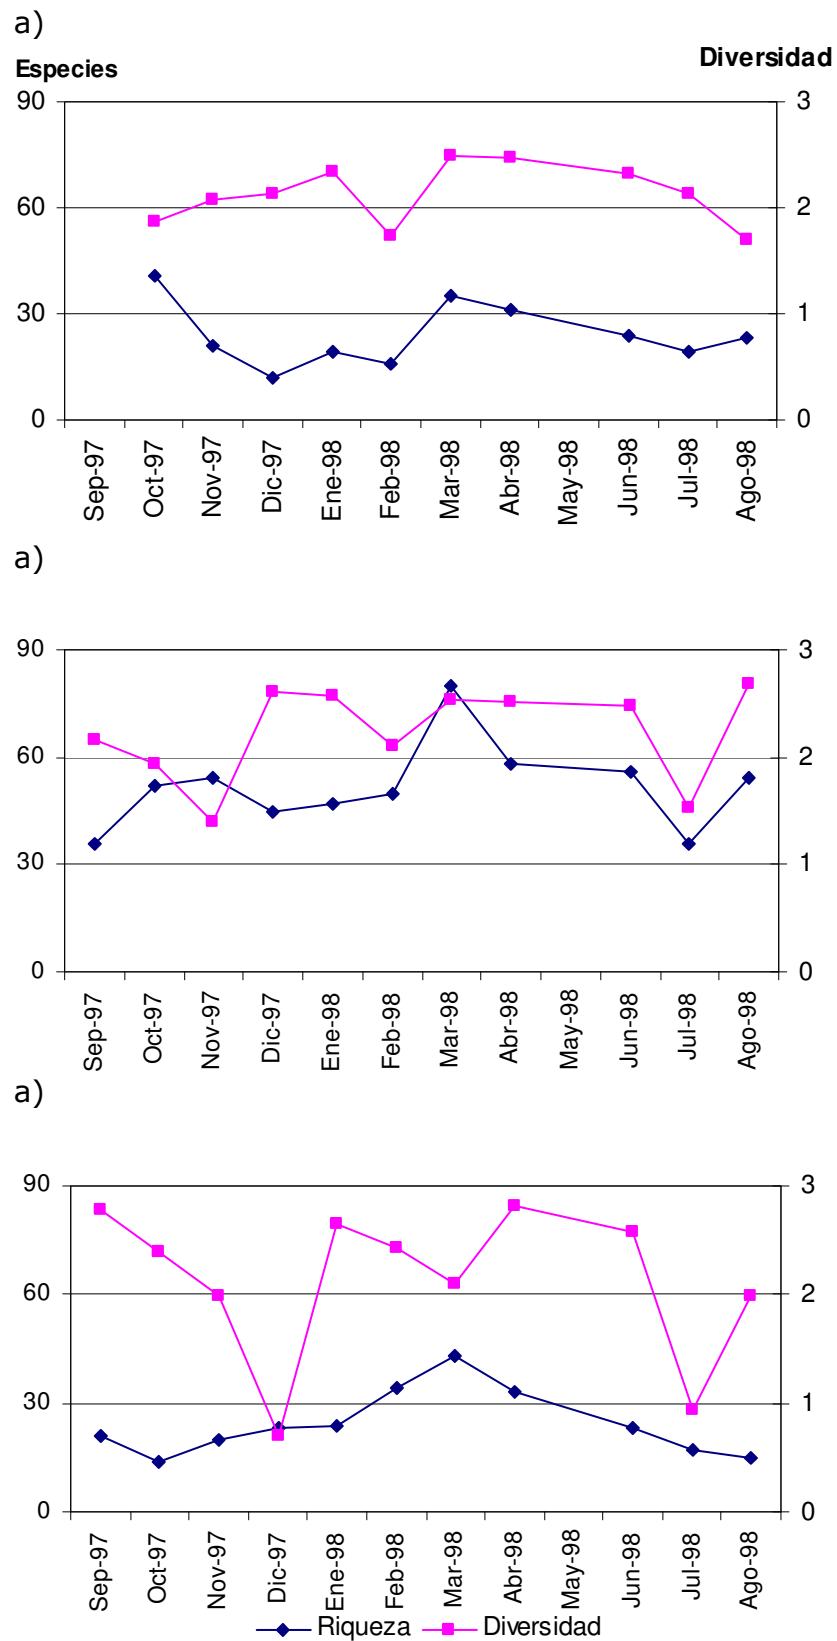 a)
Especies Diversidad
90 3
60 2
30 1
0 0
Sep-97 Oct-97 Nov-97 Dic-97 Ene-98 Feb-98 Mar-98 Abr-98 May-98 Jun-98 Jul-98 Ago-98
a)
90 3
60 2
30 1
0 0
Sep-97 Oct-97 Nov-97 Dic-97 Ene-98 Feb-98 Mar-98 Abr-98 May-98 Jun-98 Jul-98 Ago-98
a)
90 3
60 2
30 1
0 0
Sep-97 Oct-97 Nov-97 Dic-97 Ene-98 Feb-98 Mar-98 Abr-98 May-98 Jun-98 Jul-98 Ago-98
Riqueza Diversidad